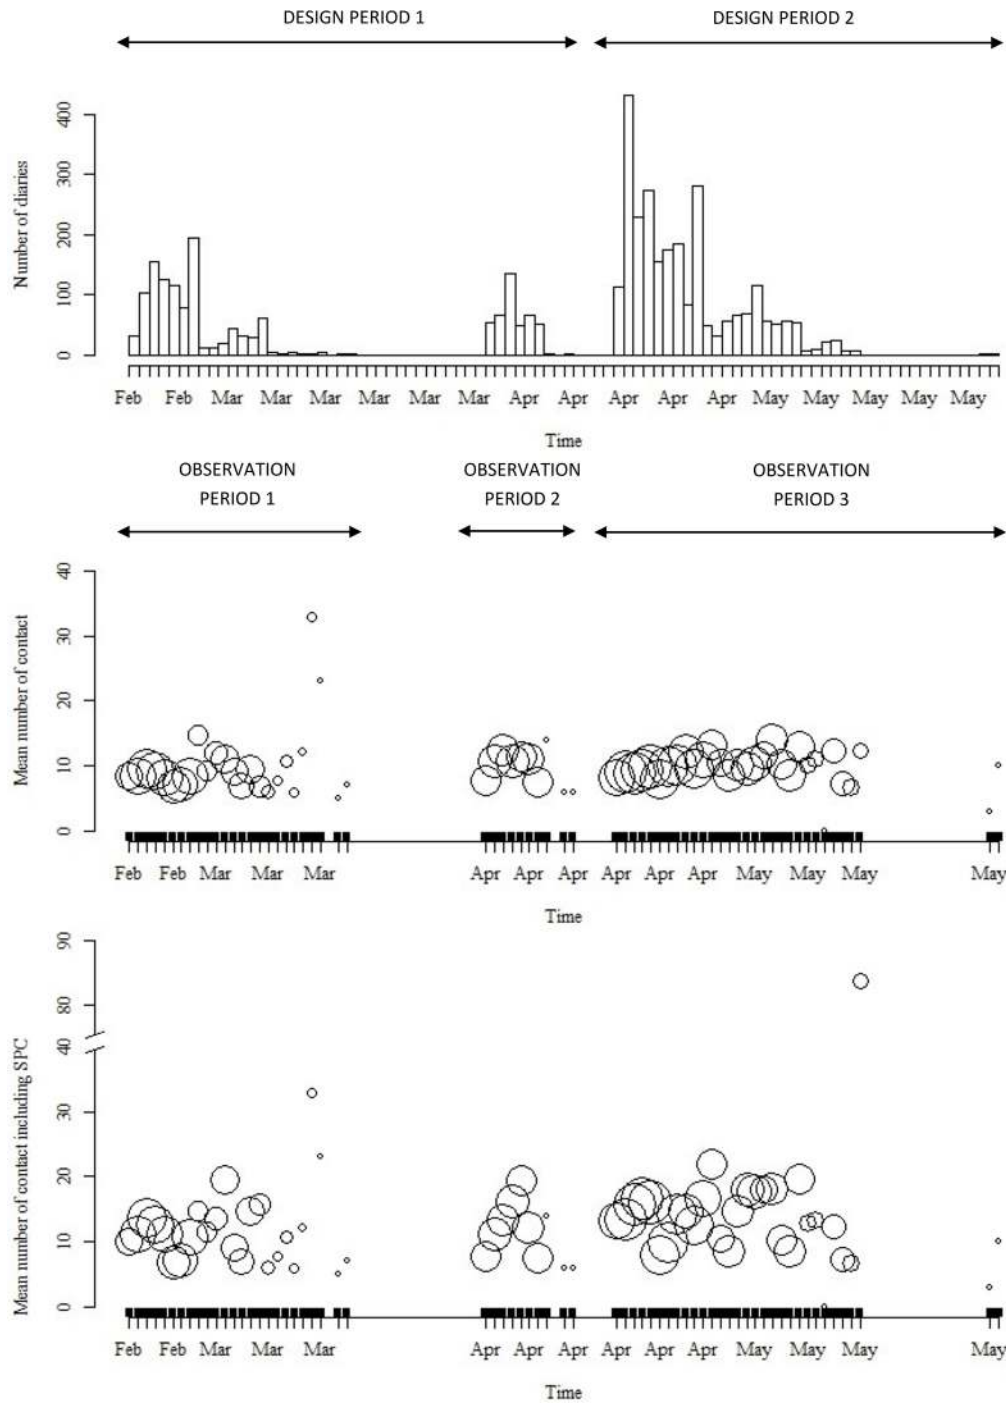 DESIGN PERIOD 1 DESIGN PERIOD 2
Number of diaries
400
300
200
100
0
Feb Feb Mar Mar Mar Mar Mar Mar Apr Apr Apr Apr Apr May May May May May
Time
OBSERVATION OBSERVATION OBSERVATION
PERIOD 1 PERIOD 2 PERIOD 3
Mean number of contact
40
30
20
10
0
Feb Feb Mar Mar Mar Apr Apr Apr Apr Apr Apr May May May May
Time
Mean number of contact including SPC
90
80
40
30
20
10
0
Feb Feb Mar Mar Mar Apr Apr Apr Apr Apr Apr May May May May
Time